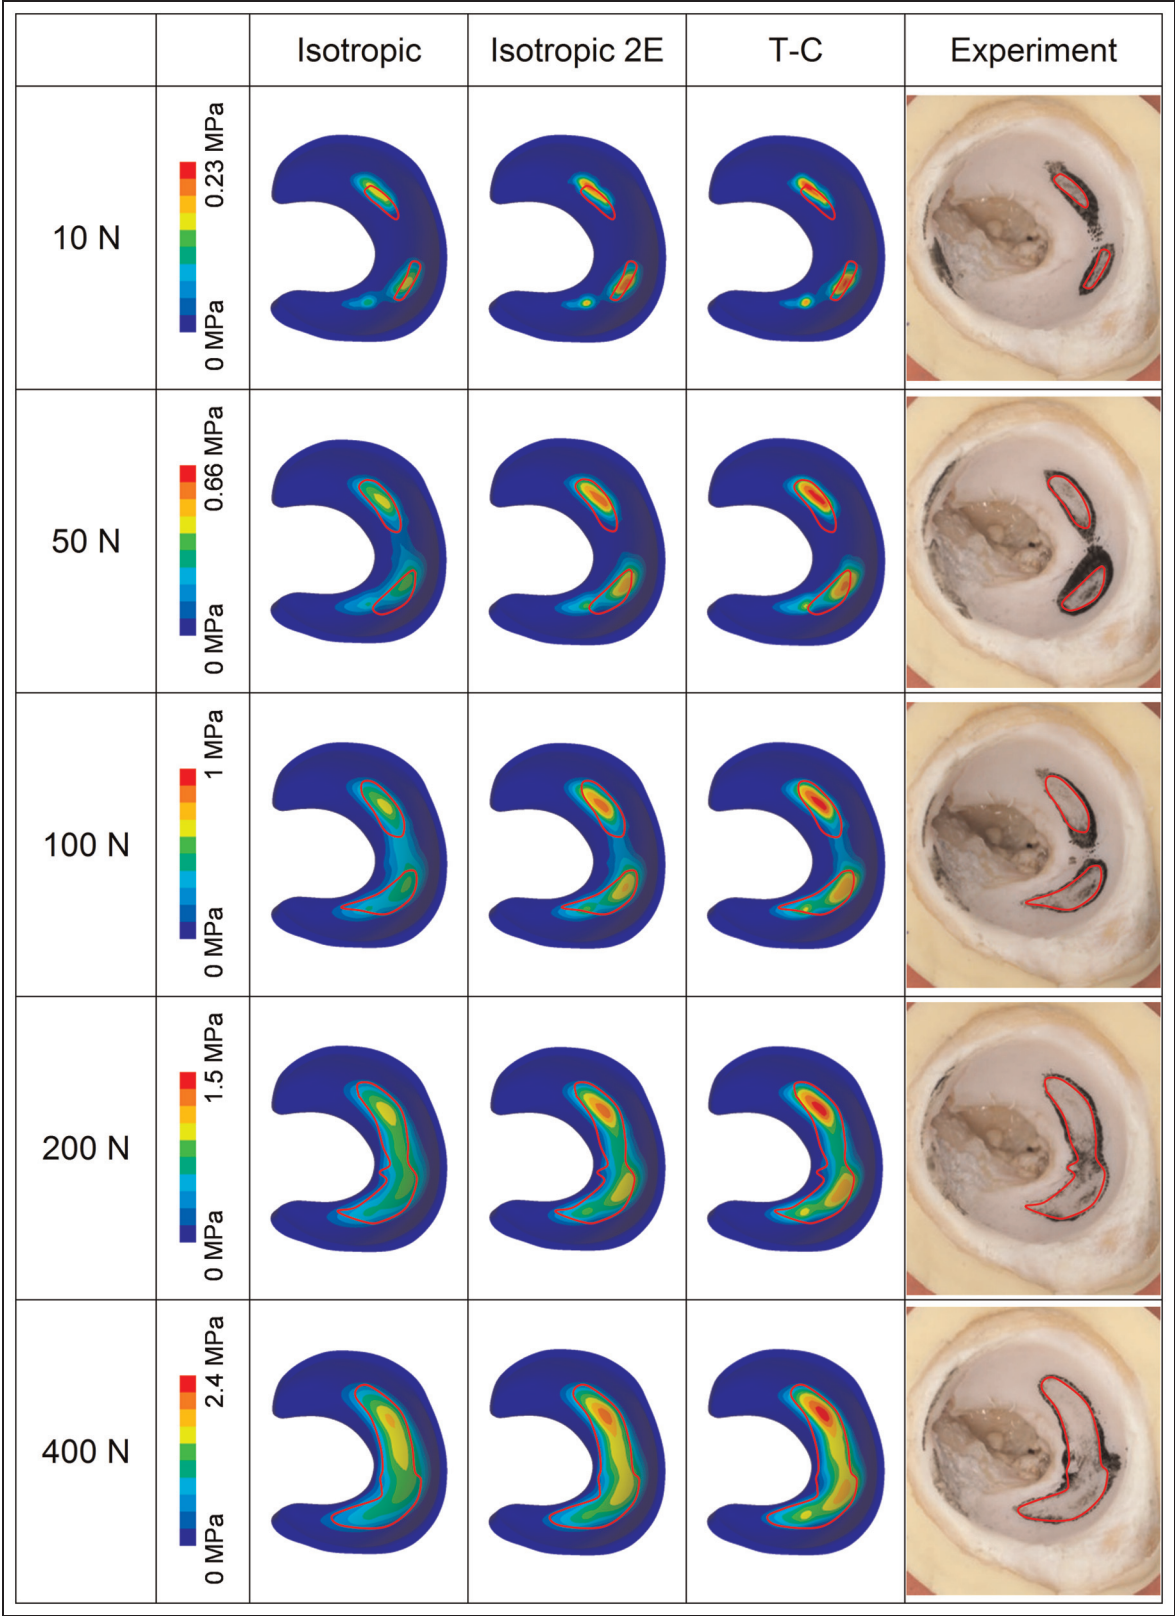 Isotropic Isotropic 2E T-C Experiment
10 N
0.23 MPa
0 MPa
50 N
0.66 MPa
0 MPa
100 N
1 MPa
0 MPa
200 N
1.5 MPa
0 MPa
400 N
2.4 MPa
0 MPa